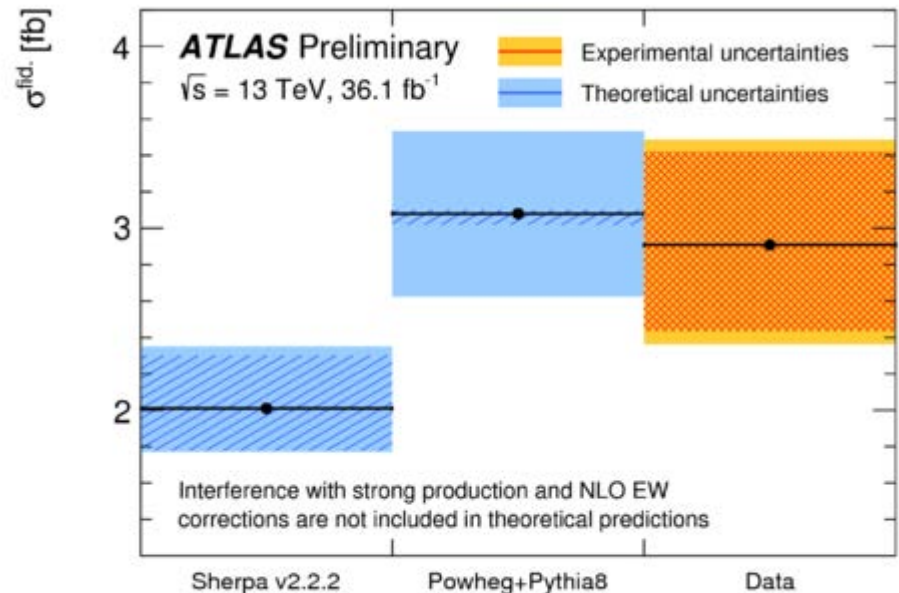 σ^fid. [fb]
4
3
2
ATLAS Preliminary
√s = 13 TeV, 36.1 fb⁻¹
Experimental uncertainties
Theoretical uncertainties
Interference with strong production and NLO EW
corrections are not included in theoretical predictions
Sherpa v2.2.2
Powheg+Pythia8
Data